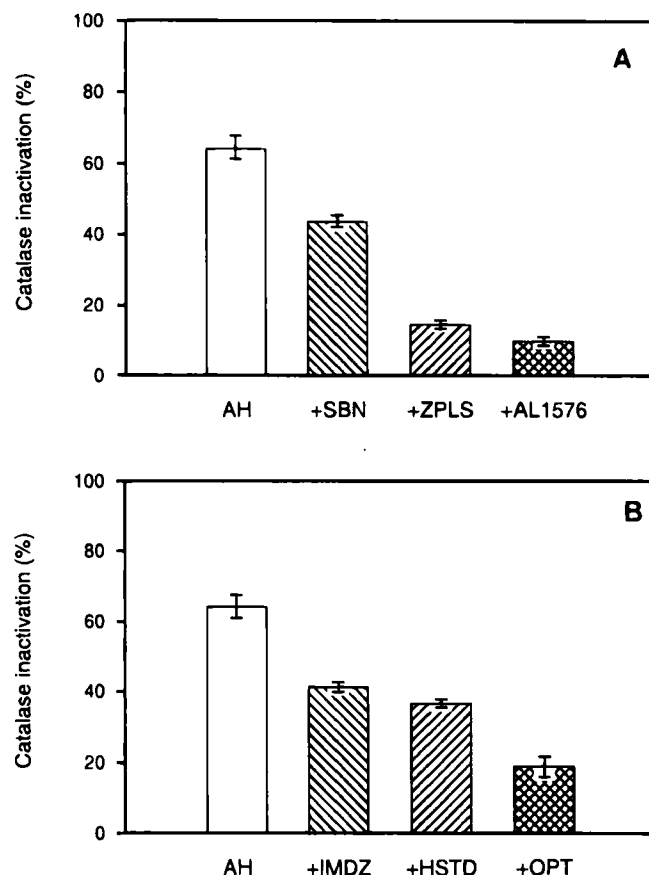 A
Catalase inactivation (%)
100
80
60
40
20
0
AH +SBN +ZPLS +AL1576
B
Catalase inactivation (%)
100
80
60
40
20
0
AH +IMDZ +HSTD +OPT